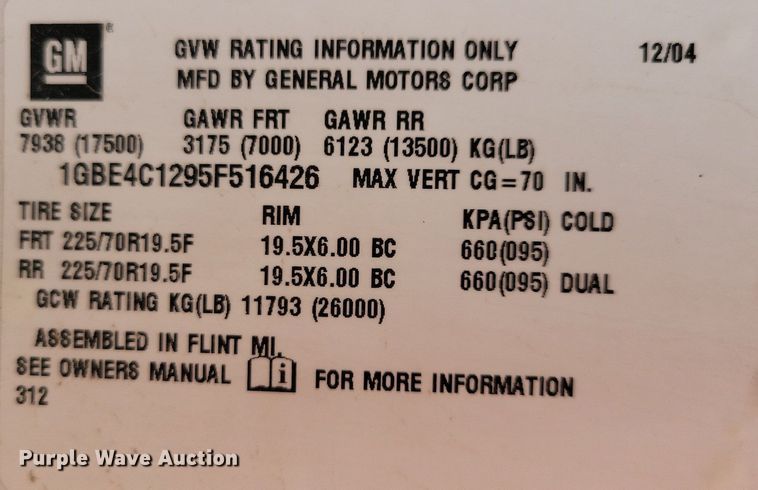 GM ®
GVW RATING INFORMATION ONLY 12/04
MFD BY GENERAL MOTORS CORP
GVWR GAWR FRT GAWR RR
7938 (17500) 3175 (7000) 6123 (13500) KG(LB)
1GBE4C1295F516426 MAX VERT CG=70 IN.
TIRE SIZE RIM KPA(PSI) COLD
FRT 225/70R19.5F 19.5X6.00 BC 660(095)
RR 225/70R19.5F 19.5X6.00 BC 660(095) DUAL
GCW RATING KG(LB) 11793 (26000)
ASSEMBLED IN FLINT MI.
SEE OWNERS MANUAL i FOR MORE INFORMATION
312
Purple Wave Auction